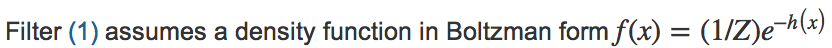 Filter (1) assumes a density function in Boltzman form f(x) = (1/Z)e^{-h(x)}